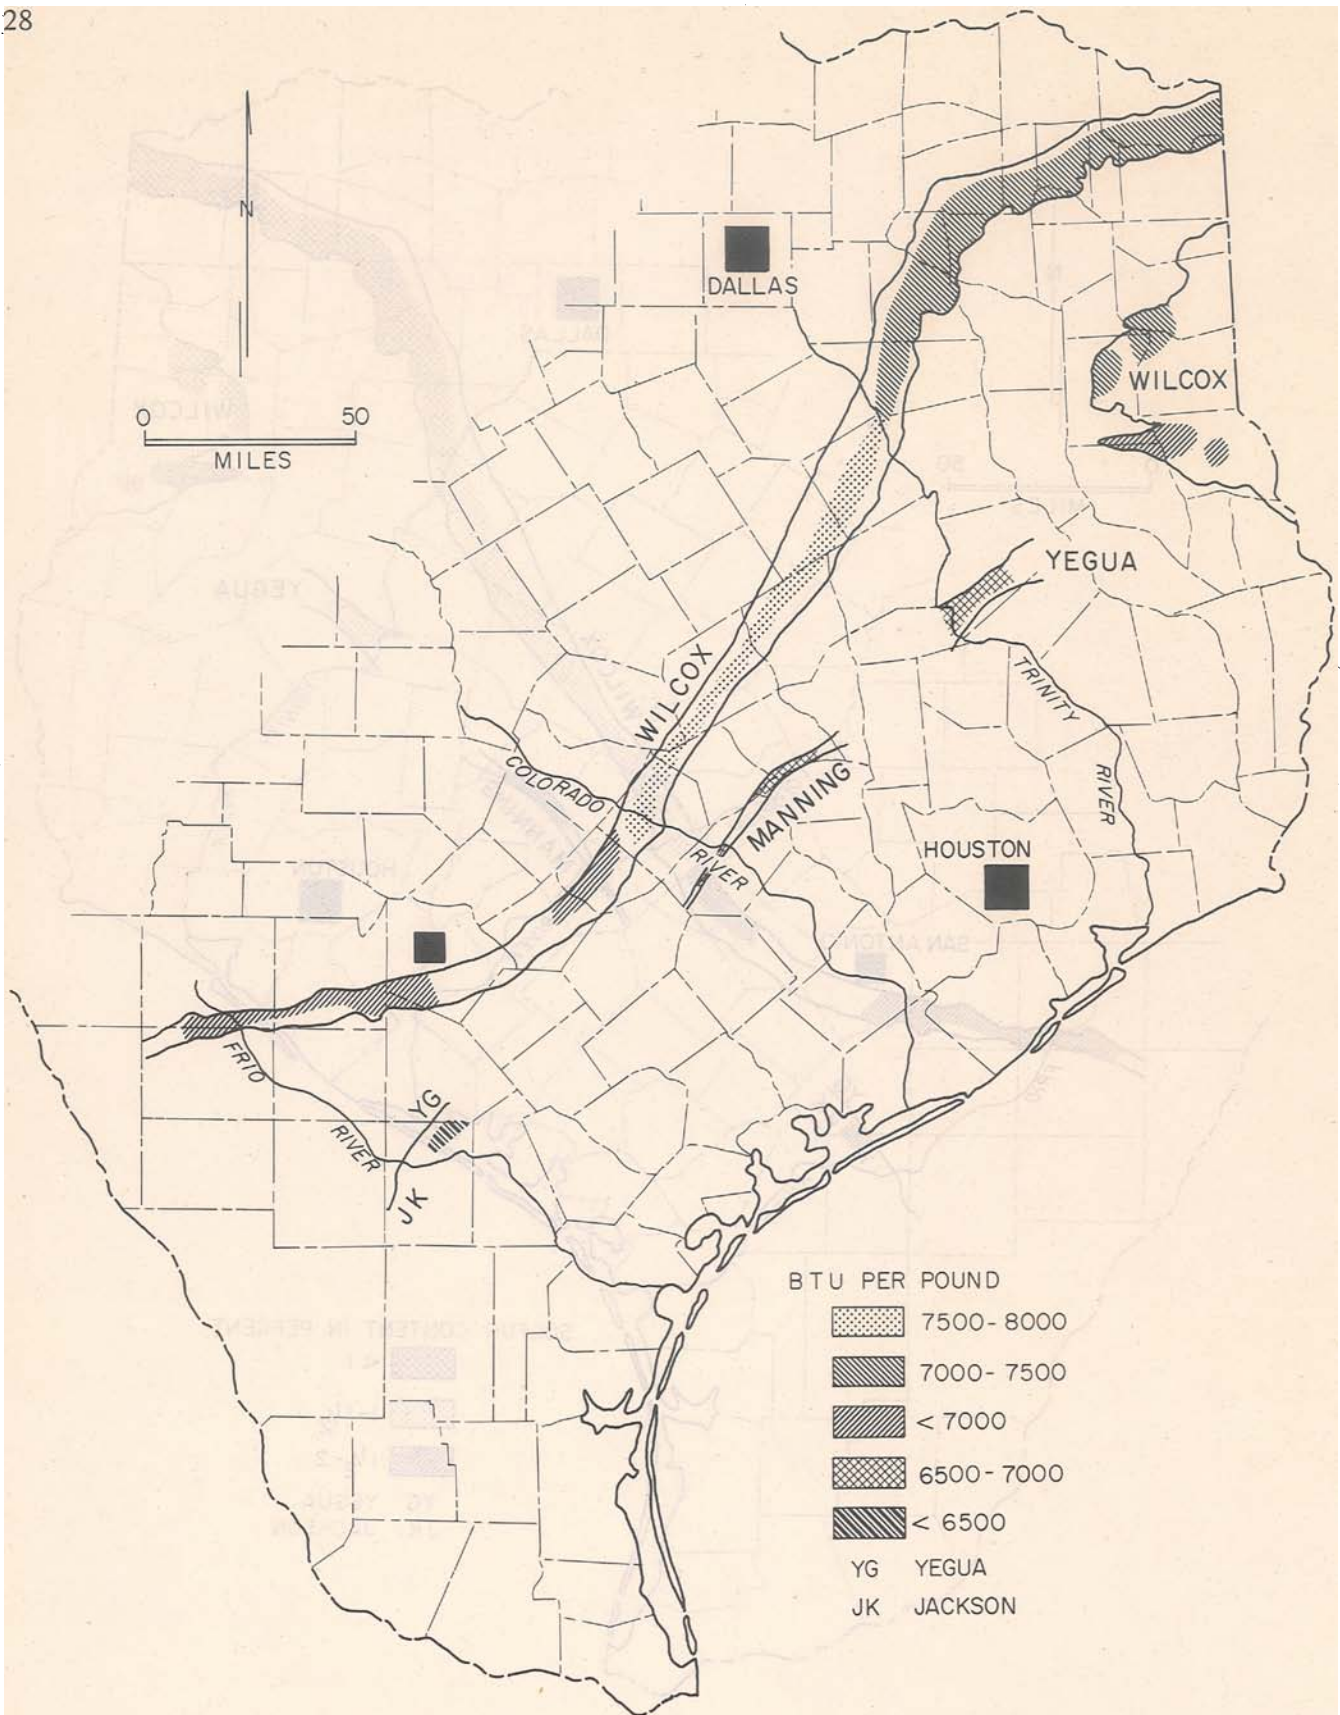 28
N
DALLAS
0 50
MILES
WILCOX
YEGUA
WILCOX
TRINITY
RIVER
COLORADO
RIVER
MANNING
HOUSTON
FRIO
RIVER
YG
JK
BTU PER POUND
7500-8000
7000-7500
< 7000
6500-7000
< 6500
YG YEGUA
JK JACKSON